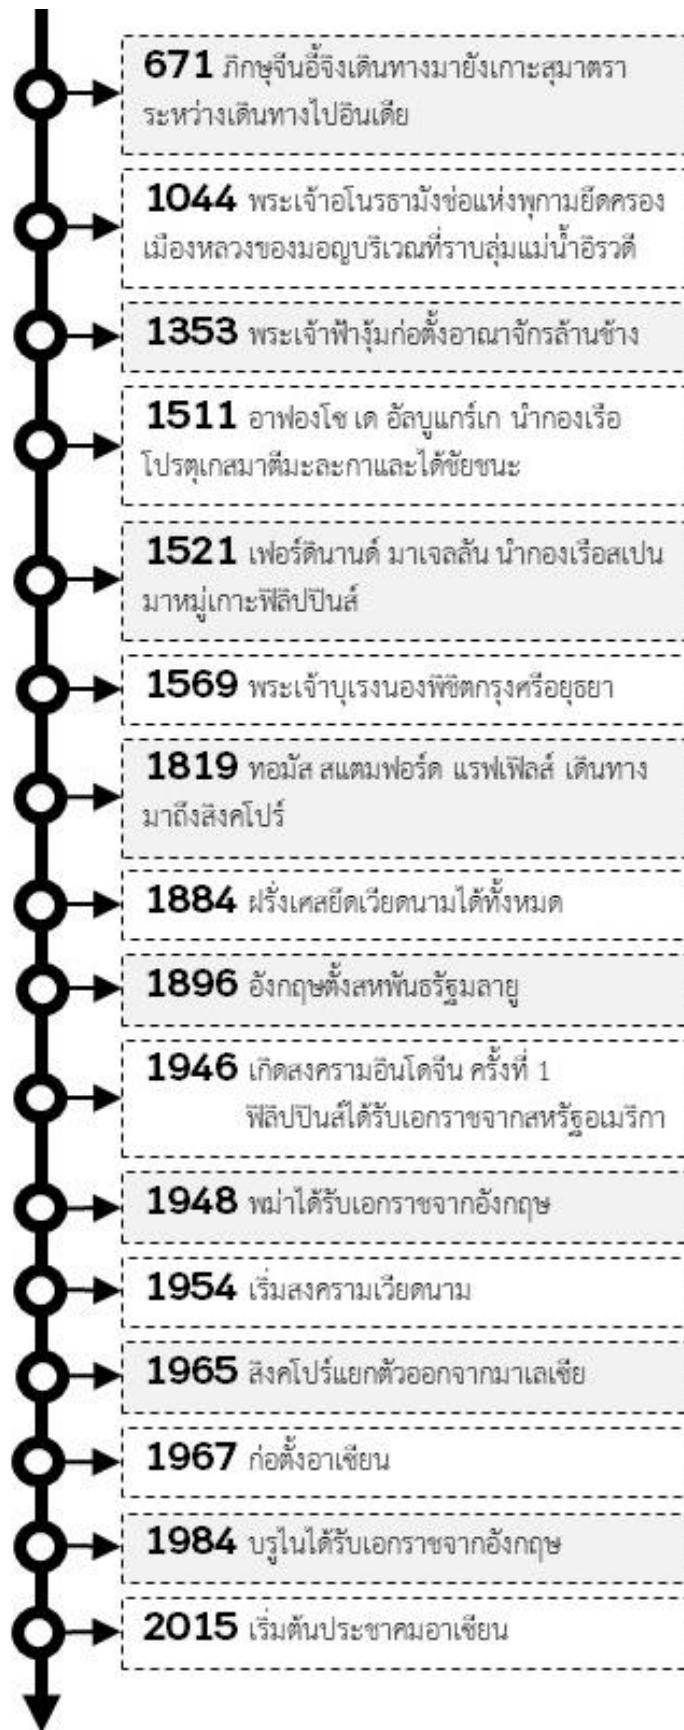 671 ภิกษุจีนอี้จิงเดินทางมายังเกาะสุมาตรา
ระหว่างเดินทางไปอินเดีย
1044 พระเจ้าอโนรธามังช่อแห่งพุกามยึดครอง
เมืองหลวงของมอญบริเวณที่ราบลุ่มแม่น้ำอิรวดี
1353 พระเจ้าฟ้างุ้มก่อตั้งอาณาจักรล้านช้าง
1511 อาฟองโซ เด อัลบูแกร์เก นำกองเรือ
โปรตุเกสมาตีมะละกาและได้ชัยชนะ
1521 เฟอร์ดินานด์ มาเจลลัน นำกองเรือสเปน
มาหมู่เกาะฟิลิปปินส์
1569 พระเจ้าบุเรงนองพิชิตกรุงศรีอยุธยา
1819 ทอมัส สแตมฟอร์ด แรฟเฟิลส์ เดินทาง
มาถึงสิงคโปร์
1884 ฝรั่งเศสยึดเวียดนามได้ทั้งหมด
1896 อังกฤษตั้งสหพันธรัฐมลายู
1946 เกิดสงครามอินโดจีน ครั้งที่ 1
ฟิลิปปินส์ได้รับเอกราชจากสหรัฐอเมริกา
1948 พม่าได้รับเอกราชจากอังกฤษ
1954 เริ่มสงครามเวียดนาม
1965 สิงคโปร์แยกตัวออกจากมาเลเซีย
1967 ก่อตั้งอาเซียน
1984 บรูไนได้รับเอกราชจากอังกฤษ
2015 เริ่มต้นประชาคมอาเซียน